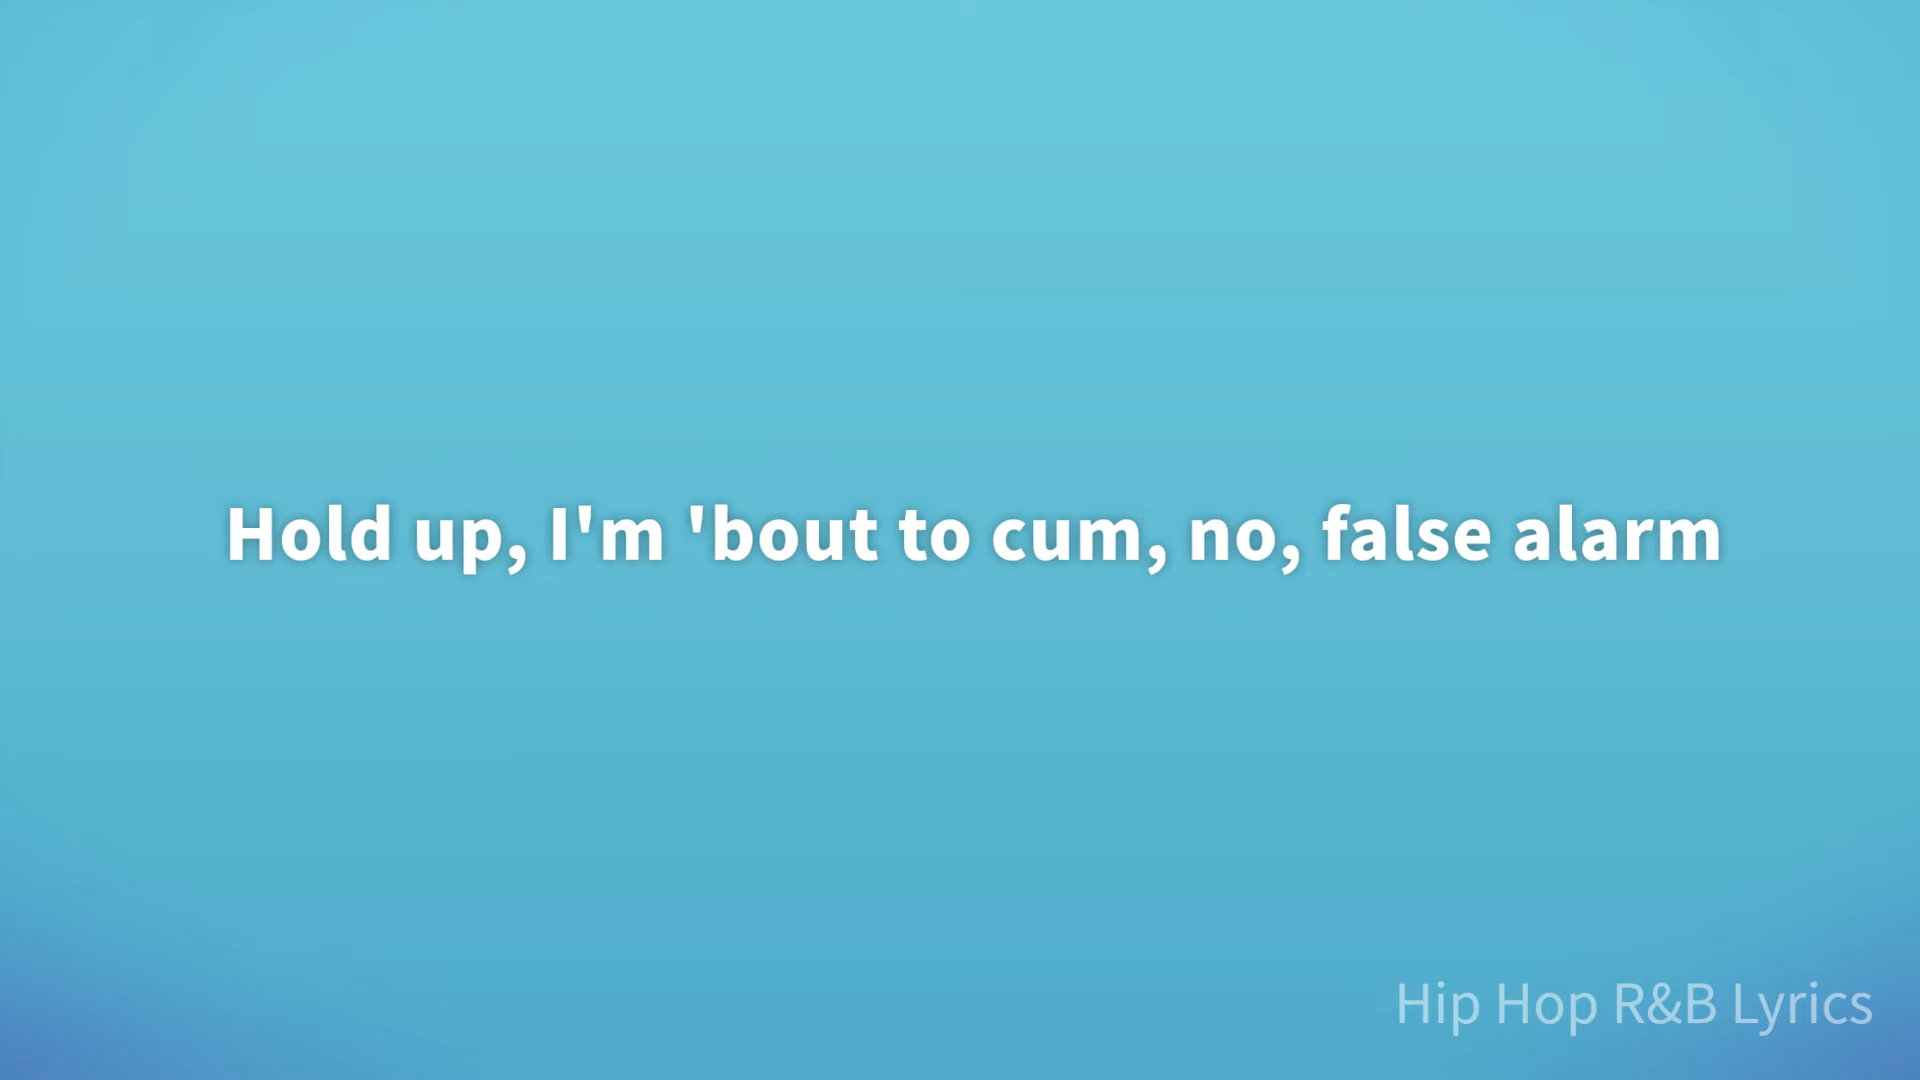 Hold up, I'm 'bout to cum, no, false alarm
Hip Hop R&B Lyrics